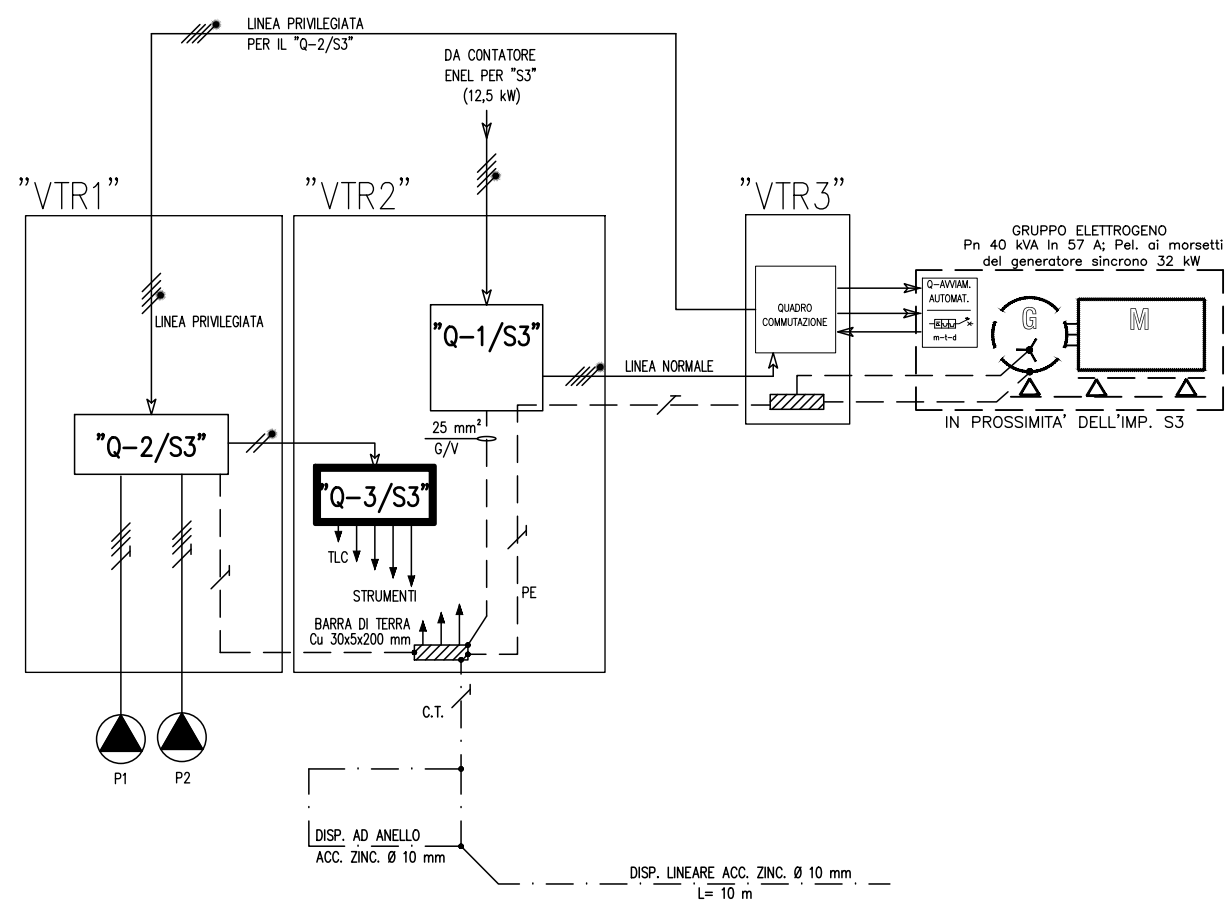 LINEA PRIVILEGIATA
PER IL "Q-2/S3"
DA CONTATORE
ENEL PER "S3"
(12,5 kW)
"VTR1"
"VTR2"
"VTR3"
GRUPPO ELETTROGENO
Pn 40 kVA In 57 A; Pel. ai morsetti
del generatore sincrono 32 kW
Q-AVVIAM.
AUTOMAT.
m-t-d
G
M
QUADRO
COMMUTAZIONE
LINEA PRIVILEGIATA
"Q-1/S3"
LINEA NORMALE
IN PROSSIMITA' DELL'IMP. S3
"Q-2/S3"
25 mm²
G/V
"Q-3/S3"
TLC
STRUMENTI
PE
BARRA DI TERRA
Cu 30x5x200 mm
C.T.
P1
P2
DISP. AD ANELLO
ACC. ZINC. Ø 10 mm
DISP. LINEARE ACC. ZINC. Ø 10 mm
L= 10 m